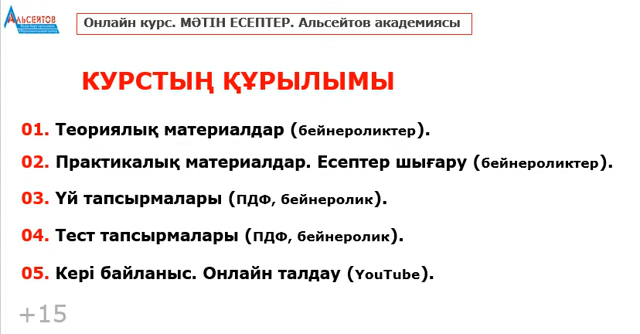 АЛЬСЕЙТОВ
Онлайн курс. МӘТІН ЕСЕПТЕР. Альсейтов академиясы
КУРСТЫҢ ҚҰРЫЛЫМЫ
01. Теориялық материалдар (бейнероликтер).
02. Практикалық материалдар. Есептер шығару (бейнероликтер).
03. Үй тапсырмалары (ПДФ, бейнеролик).
04. Тест тапсырмалары (ПДФ, бейнеролик).
05. Кері байланыс. Онлайн талдау (YouTube).
+15